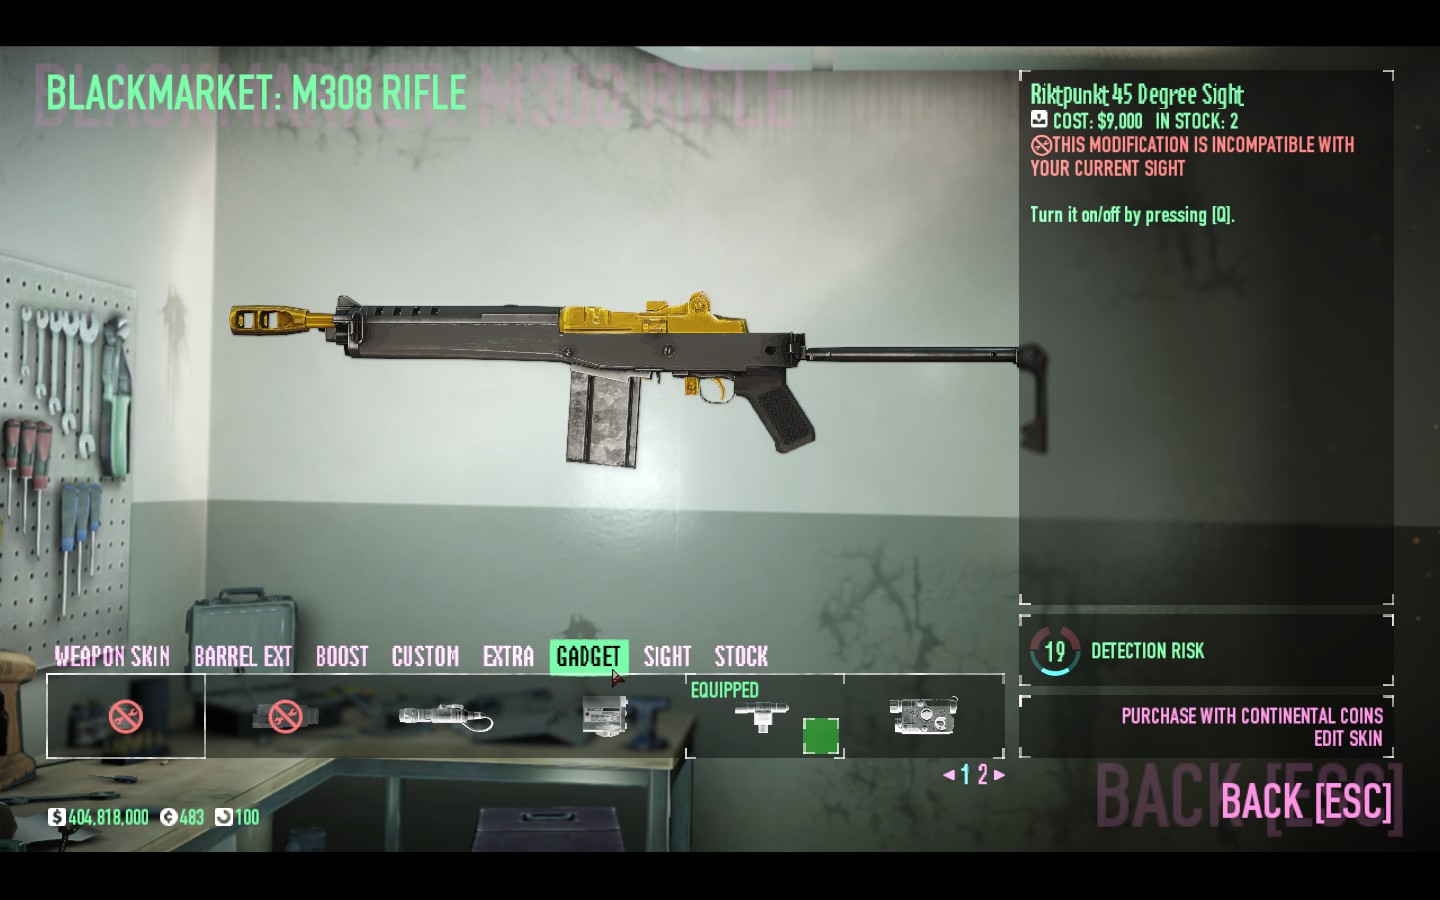 BLACKMARKET: M308 RIFLE
Riktpunkt 45 Degree Sight
COST: $9,000 IN STOCK: 2
THIS MODIFICATION IS INCOMPATIBLE WITH
YOUR CURRENT SIGHT
Turn it on/off by pressing [Q].
WEAPON SKIN BARREL EXT BOOST CUSTOM EXTRA GADGET SIGHT STOCK
EQUIPPED
1 2
19 DETECTION RISK
PURCHASE WITH CONTINENTAL COINS
EDIT SKIN
404,818,000 483 100
BACK [ESC]